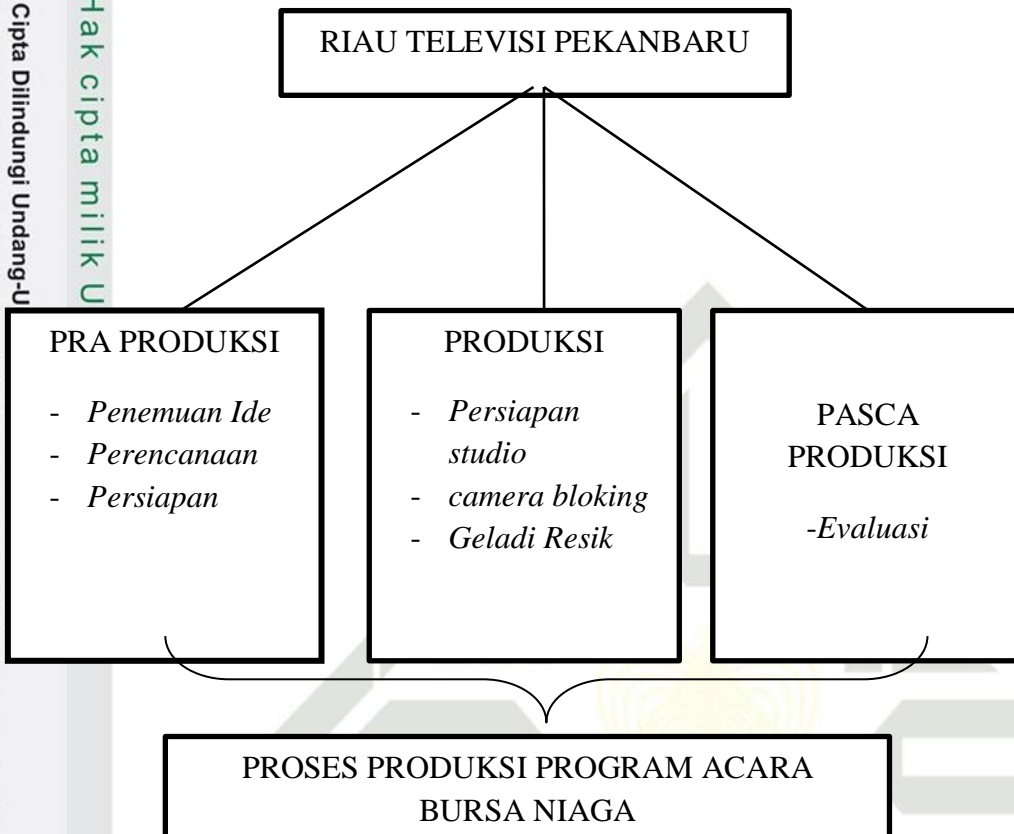 Hak cipta milik U
Cipta Dilindungi Undang-U
RIAU TELEVISI PEKANBARU
PRA PRODUKSI
- Penemuan Ide
- Perencanaan
- Persiapan
PRODUKSI
- Persiapan
studio
- camera bloking
- Geladi Resik
PASCA
PRODUKSI
-Evaluasi
PROSES PRODUKSI PROGRAM ACARA
BURSA NIAGA